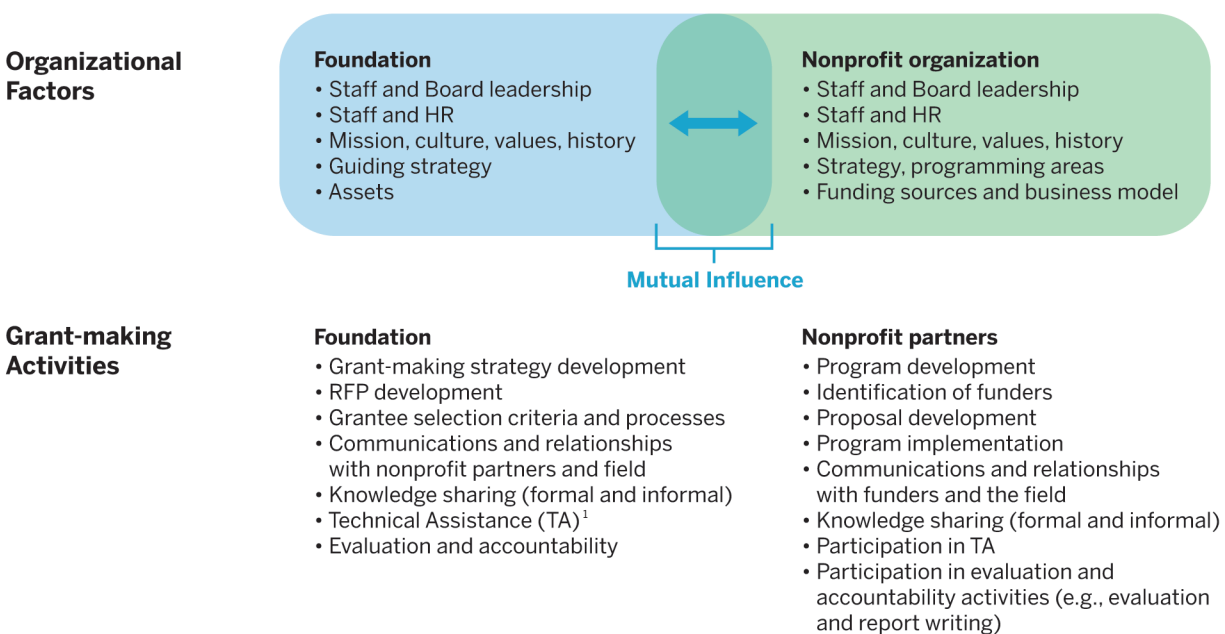 Organizational
Factors
Foundation
• Staff and Board leadership
• Staff and HR
• Mission, culture, values, history
• Guiding strategy
• Assets
Nonprofit organization
• Staff and Board leadership
• Staff and HR
• Mission, culture, values, history
• Strategy, programming areas
• Funding sources and business model
Mutual Influence
Grant-making
Activities
Foundation
• Grant-making strategy development
• RFP development
• Grantee selection criteria and processes
• Communications and relationships
with nonprofit partners and field
• Knowledge sharing (formal and informal)
• Technical Assistance (TA)¹
• Evaluation and accountability
Nonprofit partners
• Program development
• Identification of funders
• Proposal development
• Program implementation
• Communications and relationships
with funders and the field
• Knowledge sharing (formal and informal)
• Participation in TA
• Participation in evaluation and
accountability activities (e.g., evaluation
and report writing)